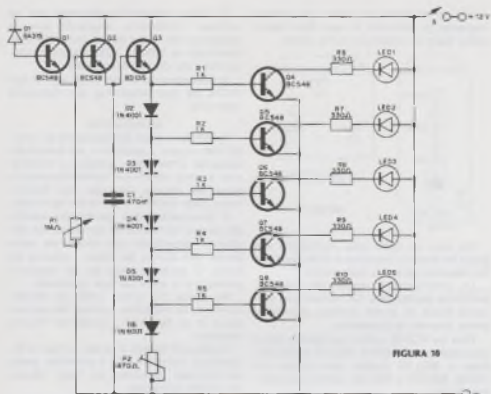 D1
BA315
Q1
BC548
Q2
BC548
Q3
BD135
S
+ 12 V
R1
1K
Q4
BC548
R6
330Ω
LED1
D2
1N4001
R2
1K
Q5
BC548
R7
330Ω
LED2
D3
1N4001
R3
1K
Q6
BC548
R8
330Ω
LED3
C1
470nF
D4
1N4001
R4
1K
Q7
BC548
R9
330Ω
LED4
P1
D5
1N4001
R5
1K
Q8
BC548
R10
330Ω
LED5
D6
1N4001
P2
470Ω
FIGURA 10